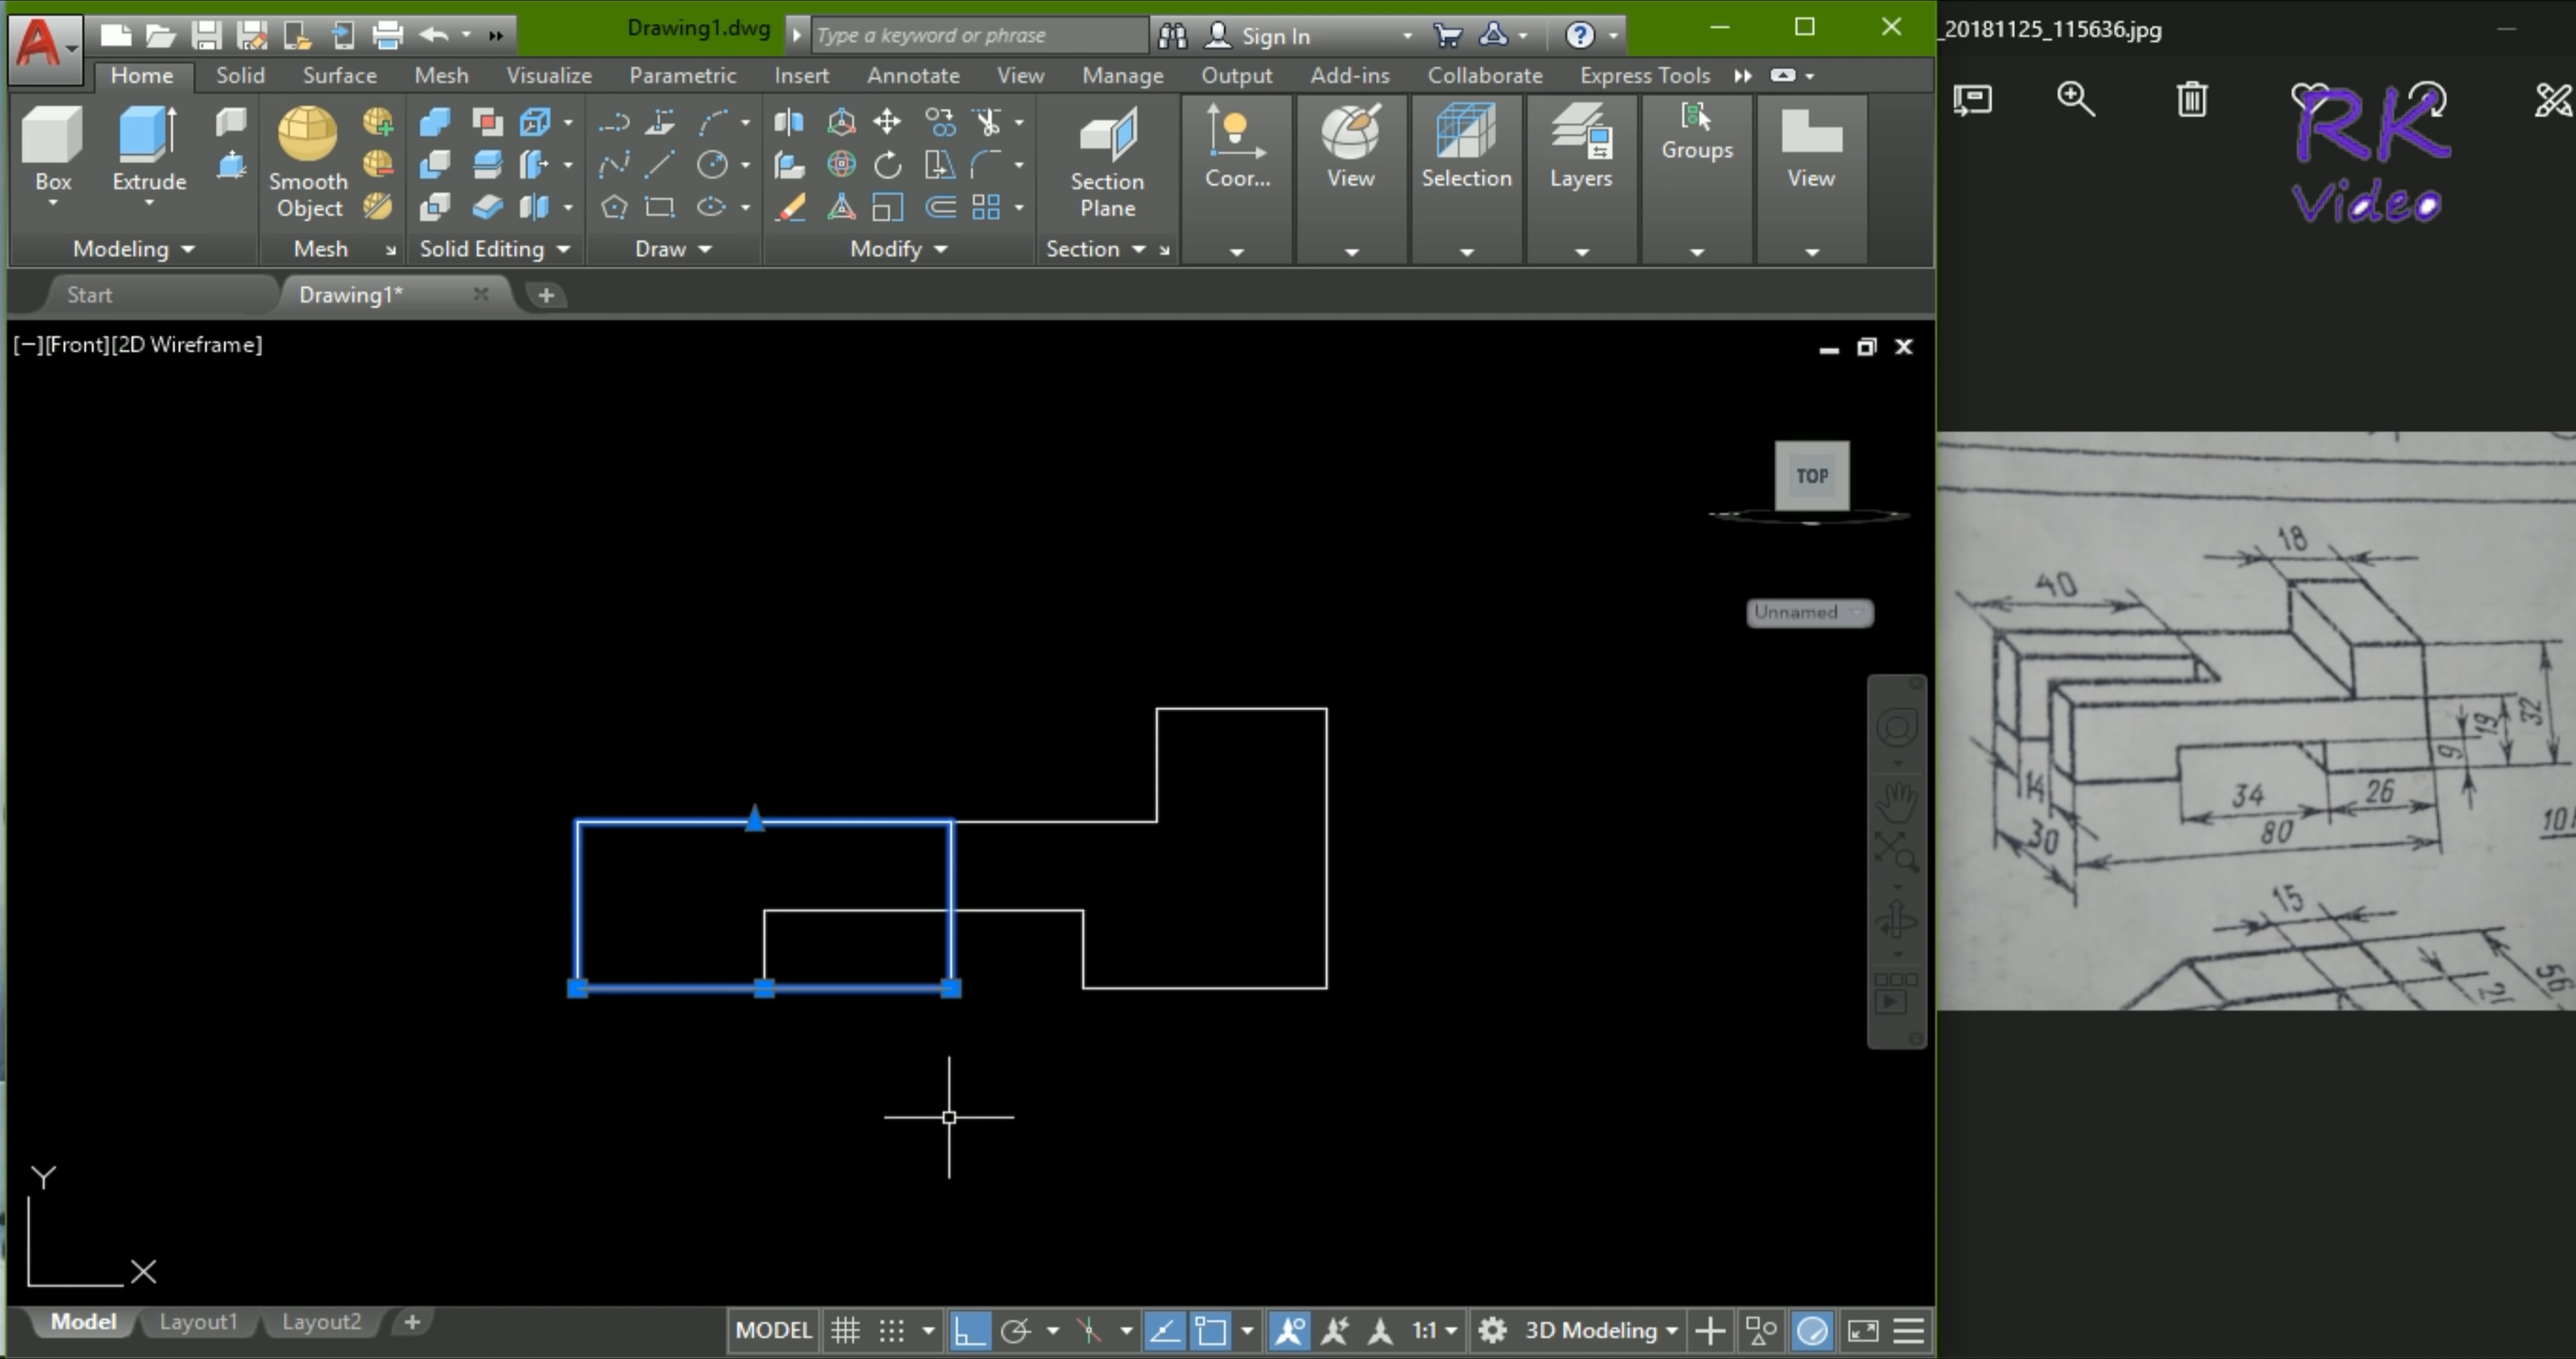 Drawing1.dwg
Type a keyword or phrase
Sign In
_20181125_115636.jpg
Home Solid Surface Mesh Visualize Parametric Insert Annotate View Manage Output Add-ins Collaborate Express Tools
RK
Video
Box
Extrude
Smooth Object
Section Plane
Coor...
View
Selection
Layers
Groups
View
Modeling
Mesh
Solid Editing
Draw
Modify
Section
Start
Drawing1*
[−][Front][2D Wireframe]
TOP
Unnamed
18
40
32
19
9
14
34
26
30
80
10
15
56
Y
X
Model
Layout1
Layout2
MODEL
1:1
3D Modeling